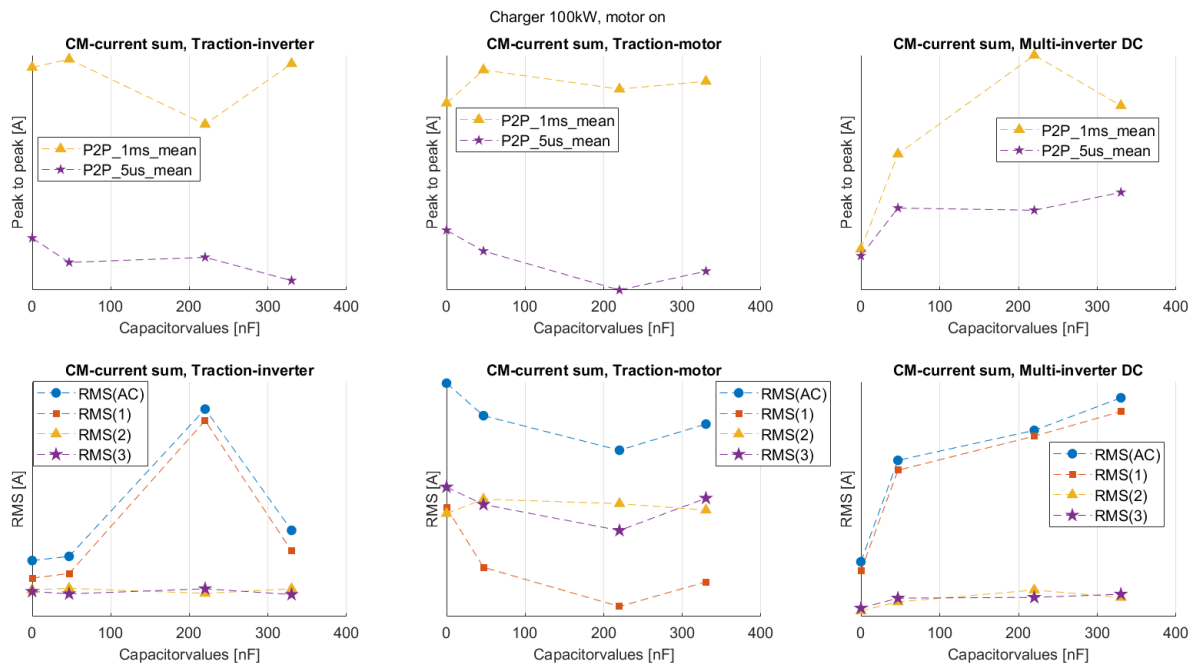 Charger 100kW, motor on
CM-current sum, Traction-inverter
Peak to peak [A]
P2P_1ms_mean
P2P_5us_mean
0 100 200 300 400
Capacitorvalues [nF]
CM-current sum, Traction-motor
Peak to peak [A]
P2P_1ms_mean
P2P_5us_mean
0 100 200 300 400
Capacitorvalues [nF]
CM-current sum, Multi-inverter DC
Peak to peak [A]
P2P_1ms_mean
P2P_5us_mean
0 100 200 300 400
Capacitorvalues [nF]
CM-current sum, Traction-inverter
RMS [A]
RMS(AC)
RMS(1)
RMS(2)
RMS(3)
0 100 200 300 400
Capacitorvalues [nF]
CM-current sum, Traction-motor
RMS [A]
RMS(AC)
RMS(1)
RMS(2)
RMS(3)
0 100 200 300 400
Capacitorvalues [nF]
CM-current sum, Multi-inverter DC
RMS [A]
RMS(AC)
RMS(1)
RMS(2)
RMS(3)
0 100 200 300 400
Capacitorvalues [nF]